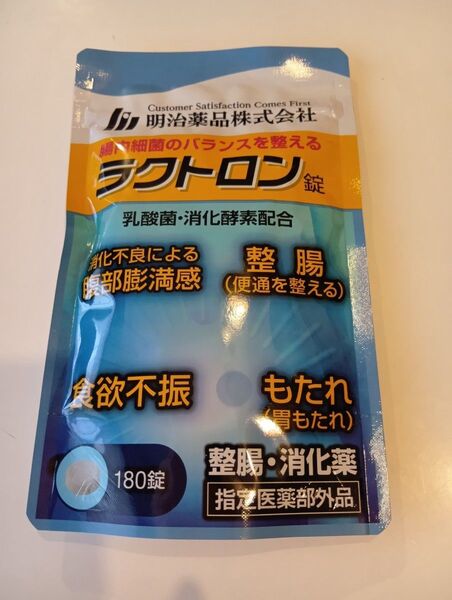 Customer Satisfaction Comes First
明治薬品株式会社
腸内細菌のバランスを整える
ラクトロン錠
乳酸菌・消化酵素配合
消化不良による
腹部膨満感
整腸
(便通を整える)
食欲不振
もたれ
(胃もたれ)
180錠
整腸・消化薬
指定医薬部外品